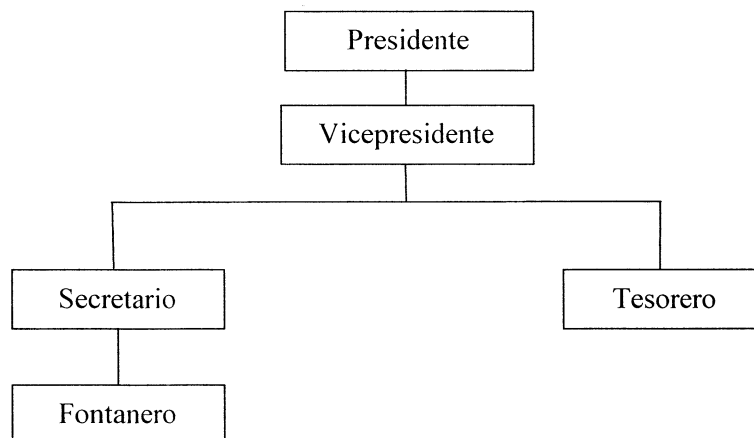 Presidente
Vicepresidente
Secretario
Tesorero
Fontanero